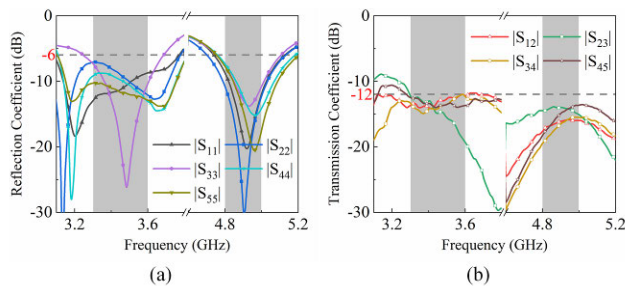 0
-6
-10
-20
-30
3.2
3.6
4.8
5.2
Reflection Coefficient (dB)
Frequency (GHz)
|S11|
|S22|
|S33|
|S44|
|S55|
(a)
0
-10
-12
-20
-30
3.2
3.6
4.8
5.2
Transmission Coefficient (dB)
Frequency (GHz)
|S12|
|S23|
|S34|
|S45|
(b)